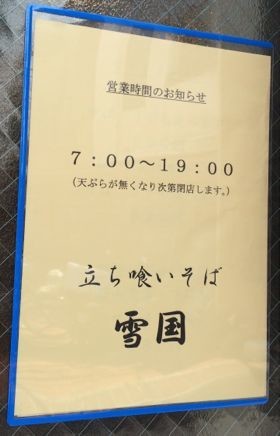 営業時間のお知らせ
７：００～１９：００
（天ぷらが無くなり次第閉店します。）
立ち喰いそば
雪国